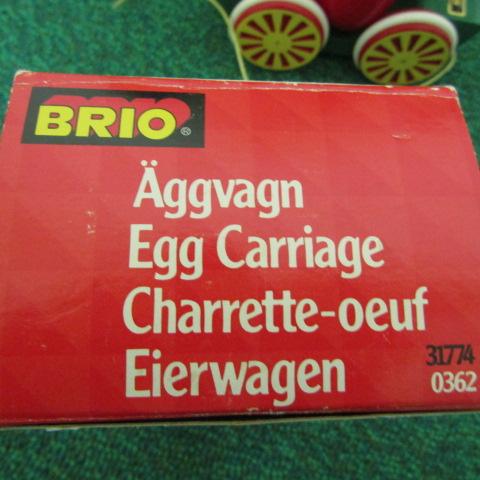 BRIO®
Äggvagn
Egg Carriage
Charrette-oeuf
Eierwagen
31774
0362